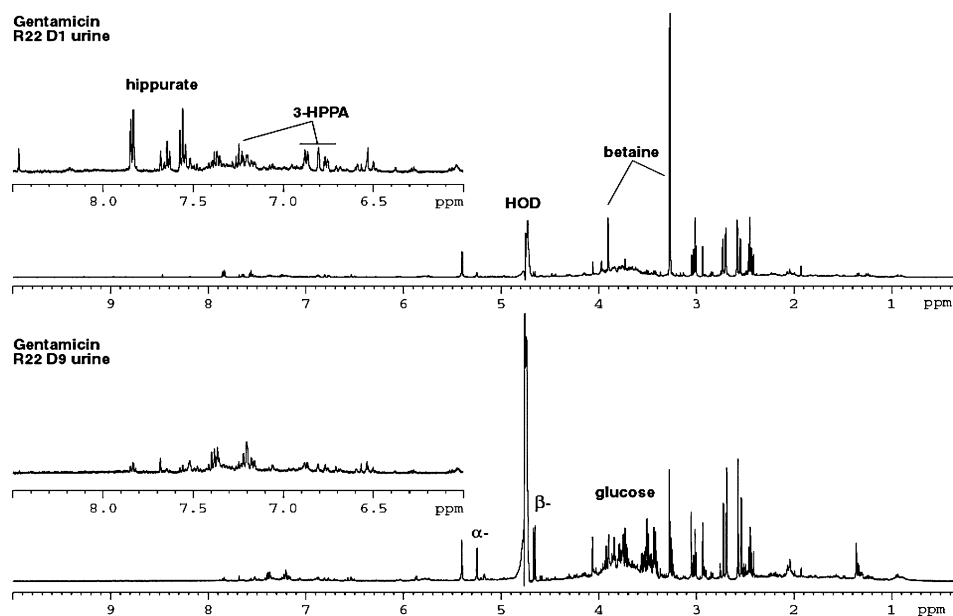 Gentamicin
R22 D1 urine
hippurate
3-HPPA
8.0 7.5 7.0 6.5 ppm
betaine
HOD
9 8 7 6 5 4 3 2 1 ppm
Gentamicin
R22 D9 urine
8.0 7.5 7.0 6.5 ppm
α-
β-
glucose
9 8 7 6 5 4 3 2 1 ppm